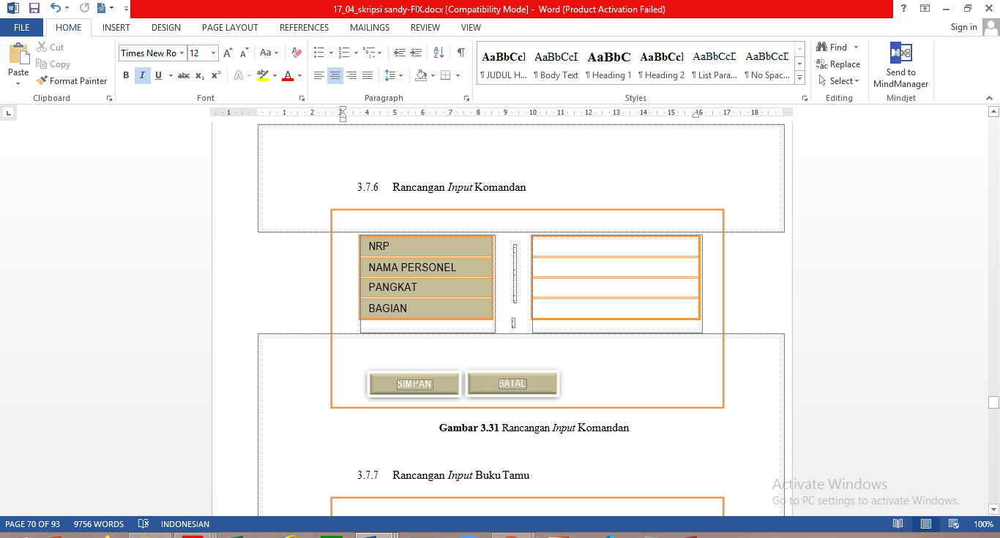 17_04_skripsi sandy-FIX.docx [Compatibility Mode] - Word (Product Activation Failed)
FILE HOME INSERT DESIGN PAGE LAYOUT REFERENCES MAILINGS REVIEW VIEW Sign in
Paste
Cut
Copy
Format Painter
Clipboard
Times New Ro 12
Font
Paragraph
AaBbCcI AaBbCcI AaBbC AaBbCcI AaBbCcD AaBbCcD
¶ JUDUL H... ¶ Body Text ¶ Heading 1 ¶ Heading 2 ¶ List Para... ¶ No Spac...
Styles
Find
Replace
Select
Editing
Send to
MindManager
Mindjet
1 1 2 3 4 5 6 7 8 9 10 11 12 13 14 15 16 17 18
3.7.6 Rancangan Input Komandan
NRP
NAMA PERSONEL
PANGKAT
BAGIAN
SIMPAN BATAL
Gambar 3.31 Rancangan Input Komandan
3.7.7 Rancangan Input Buku Tamu
Activate Windows
Go to PC settings to activate Windows.
PAGE 70 OF 93 9756 WORDS INDONESIAN 100%